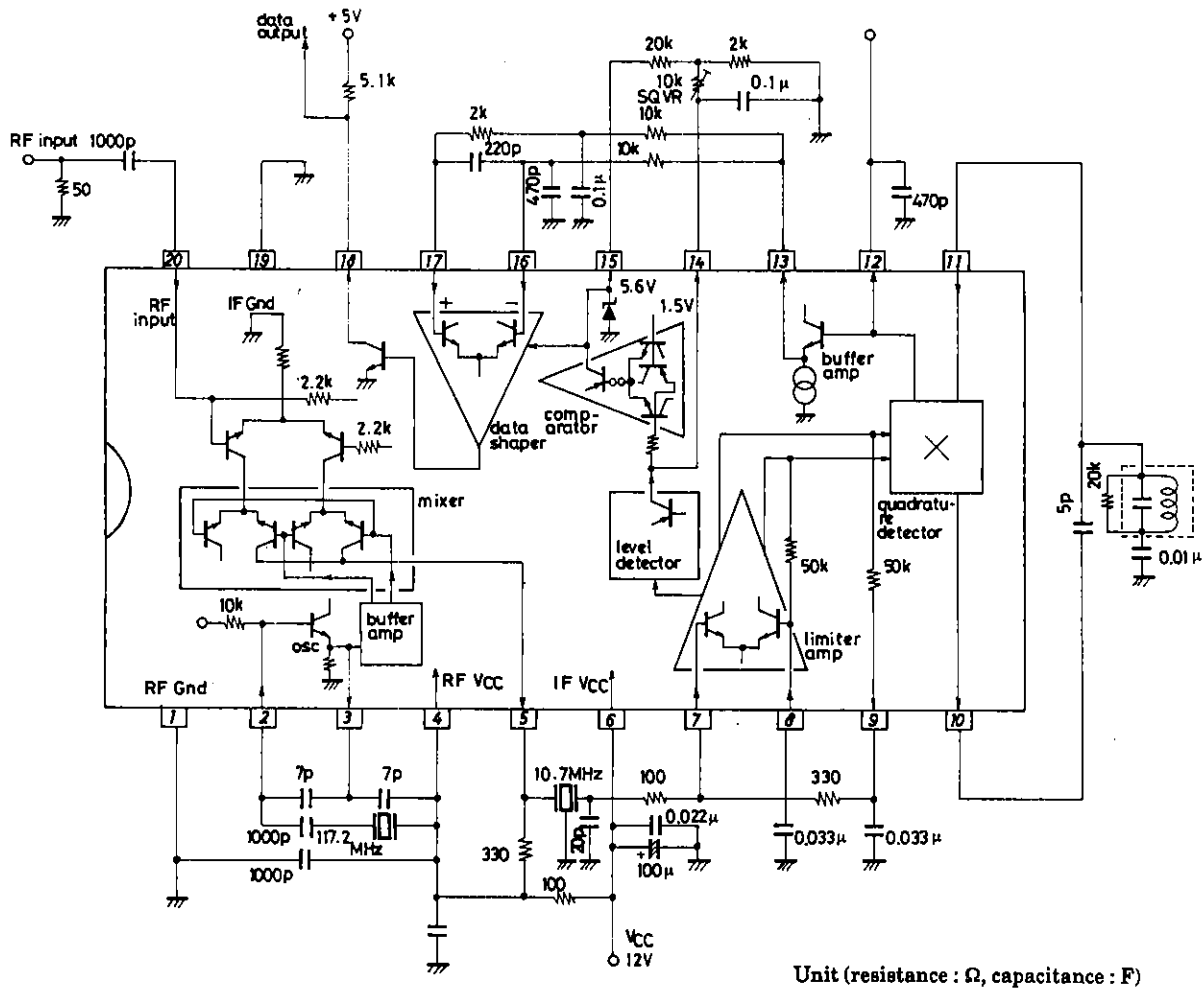 data output
+5V
5.1k
20k
2k
10k
SQ VR
0.1µ
2k
10k
220p
10k
470p
0.1µ
RF input 1000p
50
470p
20
19
18
17
16
15
14
13
12
11
RF input
IF Gnd
+
−
5.6V
1.5V
2.2k
2.2k
data shaper
comp-arator
buffer amp
mixer
level detector
quadratu-re detector
50k
50k
limiter amp
10k
osc
buffer amp
RF Gnd
RF VCC
IF VCC
20k
5p
0.01µ
1
2
3
4
5
6
7
8
9
10
7p
7p
1000p
117.2 MHz
1000p
330
10.7MHz
20p
100
330
0.022µ
100µ
+
0.033µ
0.033µ
100
VCC
12V
Unit (resistance : Ω, capacitance : F)